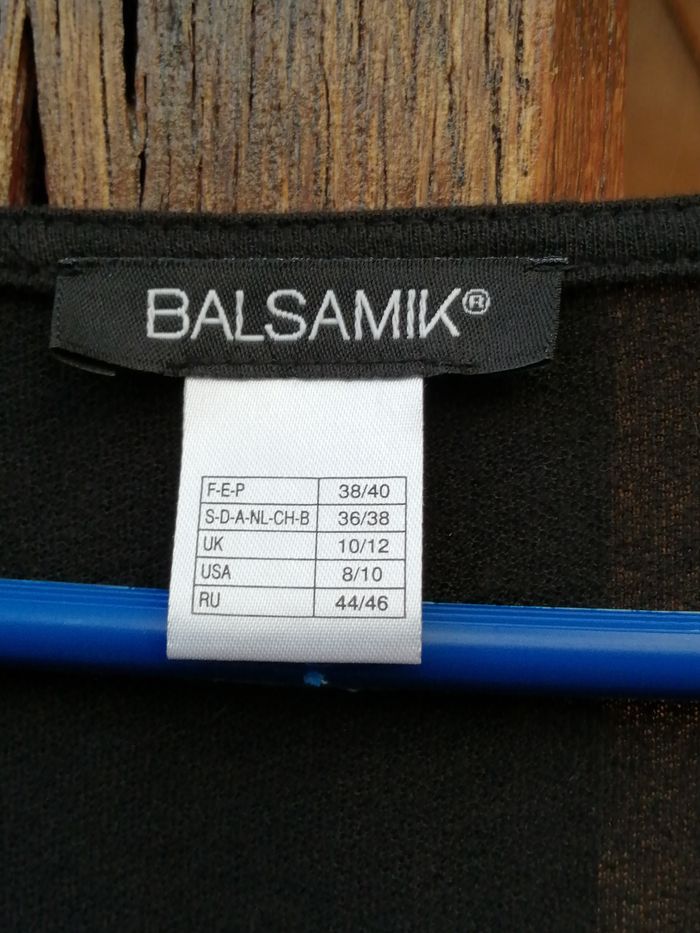 BALSAMIK®
F-E-P 38/40
S-D-A-NL-CH-B 36/38
UK 10/12
USA 8/10
RU 44/46